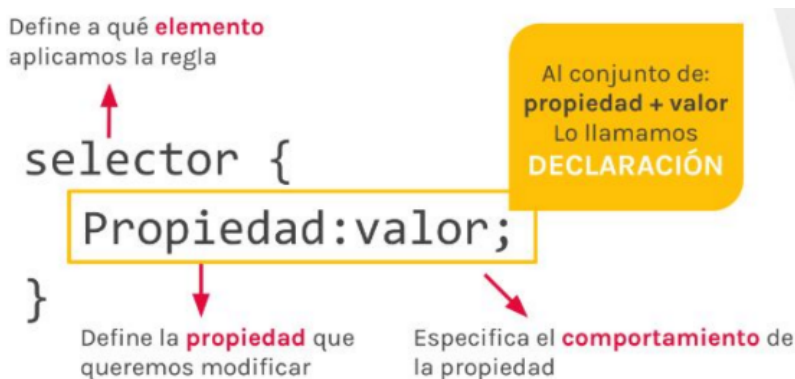 Define a qué elemento
aplicamos la regla
Al conjunto de:
propiedad + valor
Lo llamamos
DECLARACIÓN
selector {
Propiedad:valor;
}
Define la propiedad que
queremos modificar
Especifica el comportamiento de
la propiedad